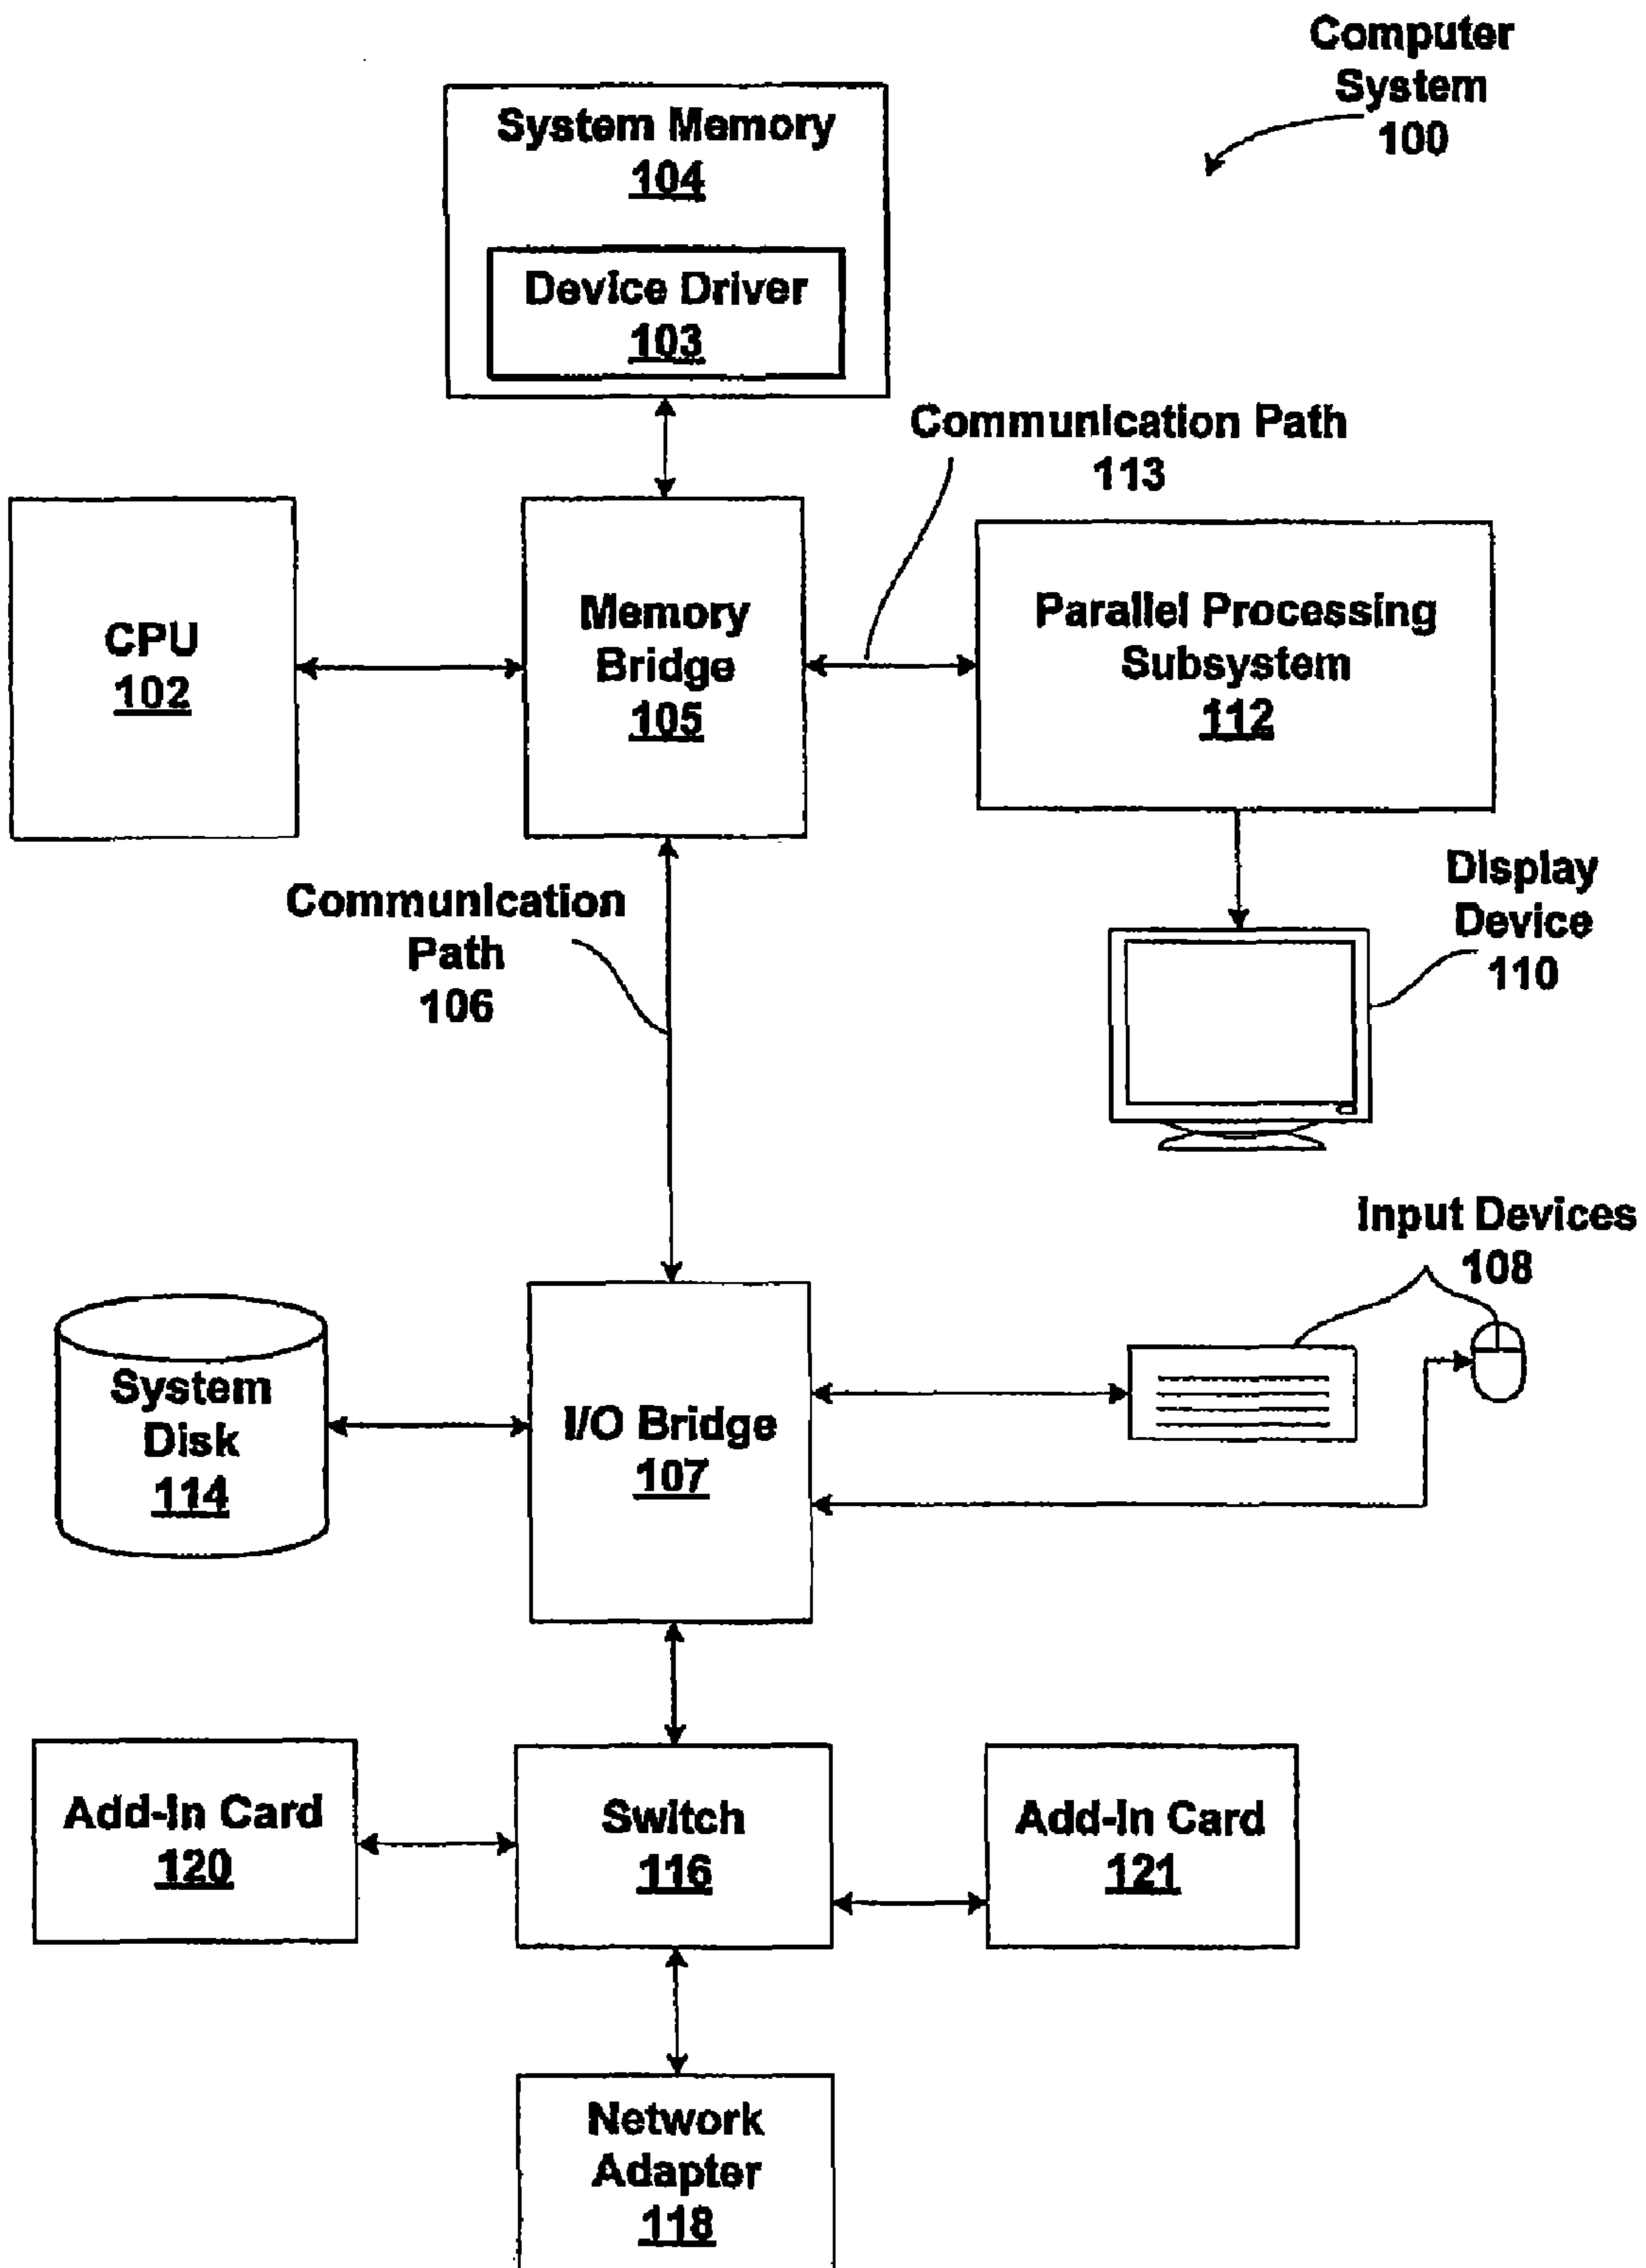 Computer
System
100
System Memory
104
Device Driver
103
Communication Path
113
CPU
102
Memory
Bridge
105
Parallel Processing
Subsystem
112
Communication
Path
106
Display
Device
110
Input Devices
108
System
Disk
114
I/O Bridge
107
Add-In Card
120
Switch
116
Add-In Card
121
Network
Adapter
118